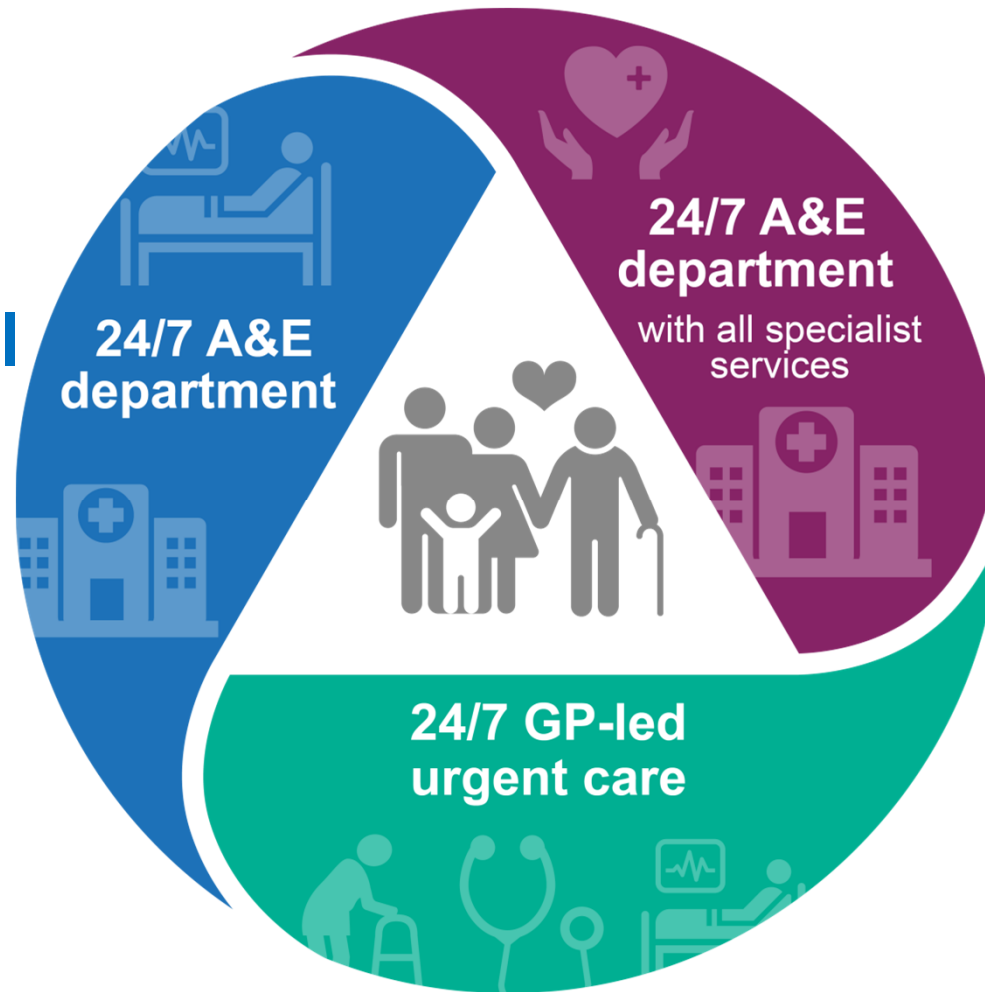 24/7 A&E
department
24/7 A&E
department
with all specialist
services
24/7 GP-led
urgent care